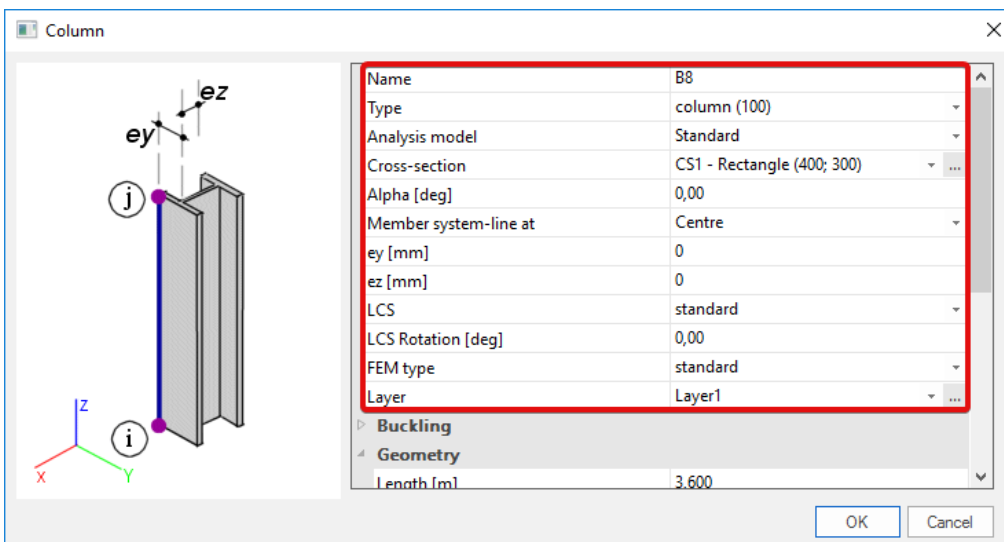 Column
ez
ey
j
i
Z
X
Y
Name B8
Type column (100)
Analysis model Standard
Cross-section CS1 - Rectangle (400; 300) ...
Alpha [deg] 0,00
Member system-line at Centre
ey [mm] 0
ez [mm] 0
LCS standard
LCS Rotation [deg] 0,00
FEM type standard
Layer Layer1 ...
Buckling
Geometry
Length [m] 3.600
OK Cancel